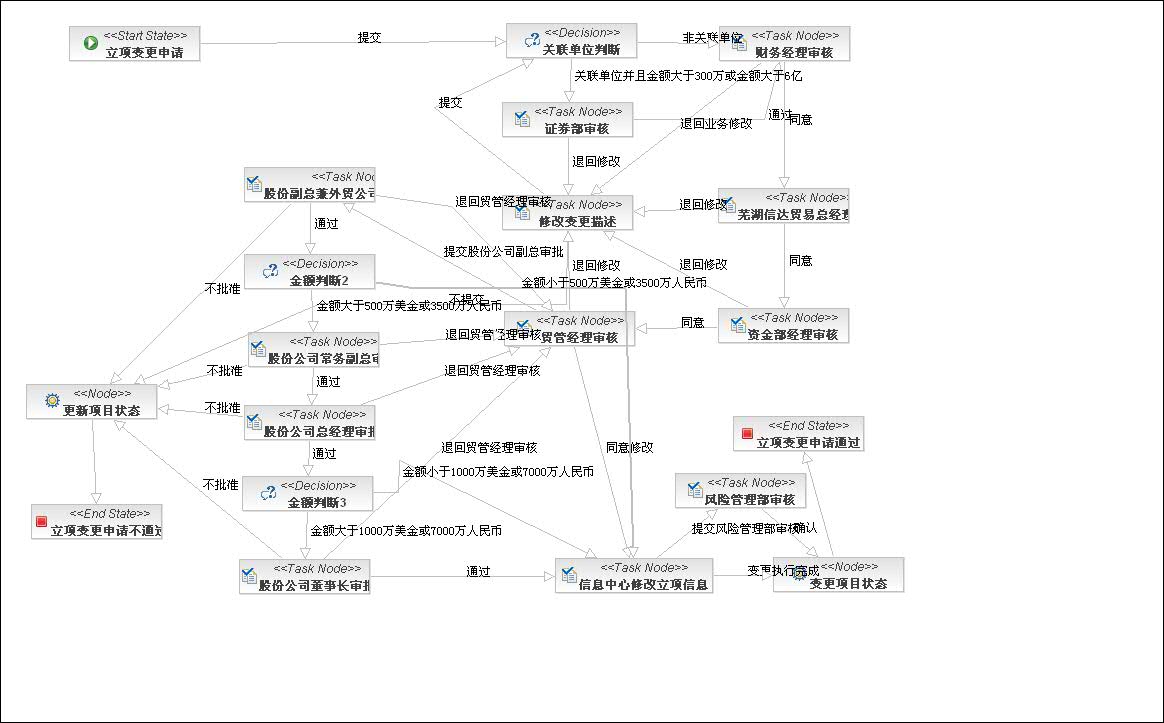 <<Start State>>
立项变更申请
提交
<<Decision>>
关联单位判断
非关联单位
<<Task Node>>
财务经理审核
关联单位并且金额大于300万或金额大于6亿
提交
<<Task Node>>
证券部审核
退回业务修改
通过
同意
退回修改
<<Task Nod
股份副总兼外贸公司
退回贸管经理审核
<<Task Node>>
修改变更描述
退回修改
<<Task Node>>
芜湖信达贸易总经理
通过
提交股份公司副总审批
<<Decision>>
金额判断2
退回修改
退回修改
同意
不批准
金额小于500万美金或3500万人民币
不提交
金额大于500万美金或3500万人民币
<<Task Node>>
贸管经理审核
同意
<<Task Node>>
资金部经理审核
<<Task Node>>
股份公司常务副总审
退回贸管经理审核
不批准
退回贸管经理审核
通过
<<Node>>
更新项目状态
不批准
<<Task Node>>
股份公司总经理审批
<<End State>>
立项变更申请通过
通过
退回贸管经理审核
同意修改
金额小于1000万美金或7000万人民币
不批准
<<Decision>>
金额判断3
<<Task Node>>
风险管理部审核
<<End State>>
立项变更申请不通过
金额大于1000万美金或7000万人民币
提交风险管理部审核
确认
<<Task Node>>
股份公司董事长审批
通过
<<Task Node>>
信息中心修改立项信息
变更执行完成
<<Node>>
变更项目状态